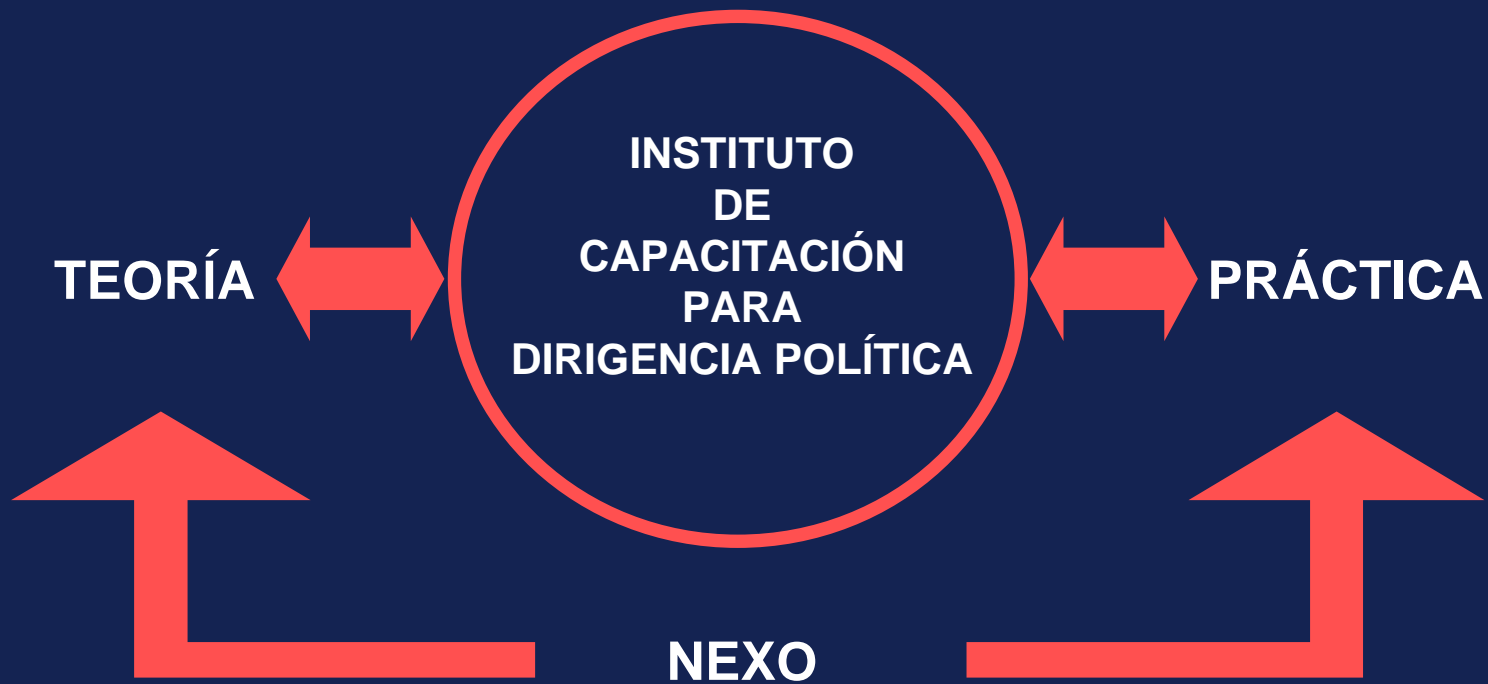 INSTITUTO
DE
CAPACITACIÓN
PARA
DIRIGENCIA POLÍTICA
TEORÍA
PRÁCTICA
NEXO